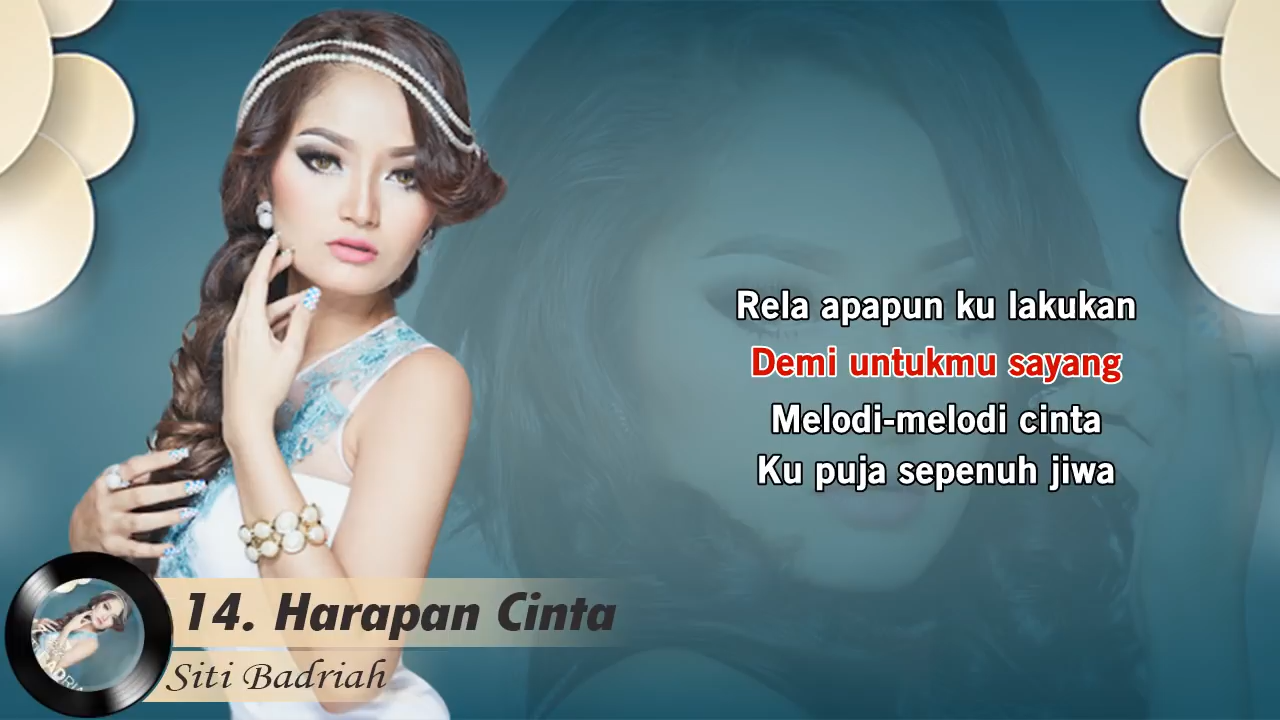 Rela apapun ku lakukan
Demi untukmu sayang
Melodi-melodi cinta
Ku puja sepenuh jiwa
14. Harapan Cinta
Siti Badriah